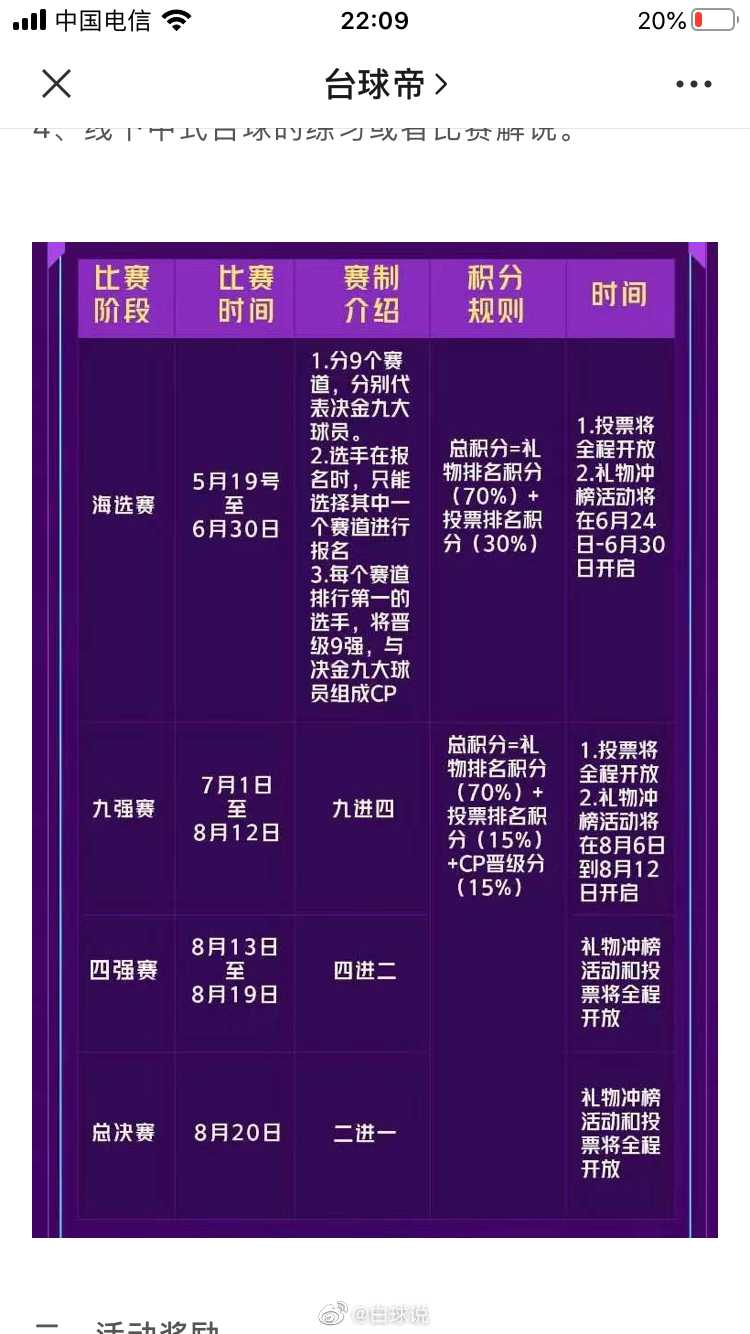 中国电信
22:09
20%
台球帝
4、线下中式台球的练习或者比赛解说。
比赛
阶段
比赛
时间
赛制
介绍
积分
规则
时间
海选赛
5月19号
至
6月30日
1.分9个赛
道，分别代
表决金九大
球员。
2.选手在报
名时，只能
选择其中一
个赛道进行
报名
3.每个赛道
排行第一的
选手，将晋
级9强，与
决金九大球
员组成CP
总积分=礼
物排名积分
（70%）+
投票排名积
分（30%）
1.投票将
全程开放
2.礼物冲
榜活动将
在6月24
日-6月30
日开启
九强赛
7月1日
至
8月12日
九进四
总积分=礼
物排名积分
（70%）+
投票排名积
分（15%）
+CP晋级分
（15%）
1.投票将
全程开放
2.礼物冲
榜活动将
在8月6日
到8月12
日开启
四强赛
8月13日
至
8月19日
四进二
礼物冲榜
活动和投
票将全程
开放
总决赛
8月20日
二进一
礼物冲榜
活动和投
票将全程
开放
二、活动奖励
@白球说